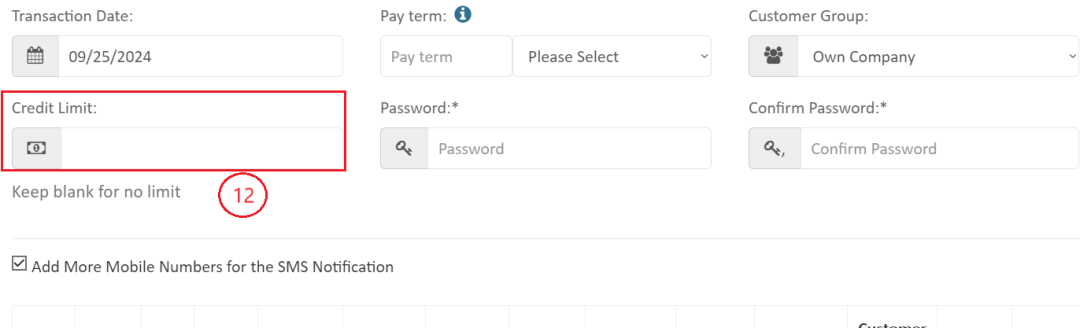 Transaction Date:
Pay term:
Customer Group:
09/25/2024
Pay term
Please Select
Own Company
Credit Limit:
Password:*
Confirm Password:*
Password
Confirm Password
Keep blank for no limit
12
Add More Mobile Numbers for the SMS Notification
Customer